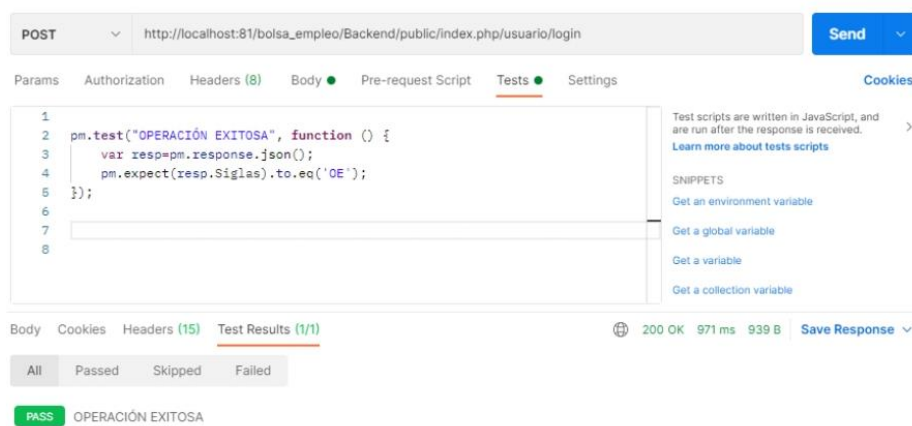 POST http://localhost:81/bolsa_empleo/Backend/public/index.php/usuario/login Send
Params Authorization Headers (8) Body Pre-request Script Tests Settings Cookies
1
2 pm.test("OPERACIÓN EXITOSA", function () {
3 var resp=pm.response.json();
4 pm.expect(resp.Siglas).to.eq('OE');
5 });
6
7
8
Test scripts are written in JavaScript, and
are run after the response is received.
Learn more about tests scripts
SNIPPETS
Get an environment variable
Get a global variable
Get a variable
Get a collection variable
Body Cookies Headers (15) Test Results (1/1) 200 OK 971 ms 939 B Save Response
All Passed Skipped Failed
PASS OPERACIÓN EXITOSA